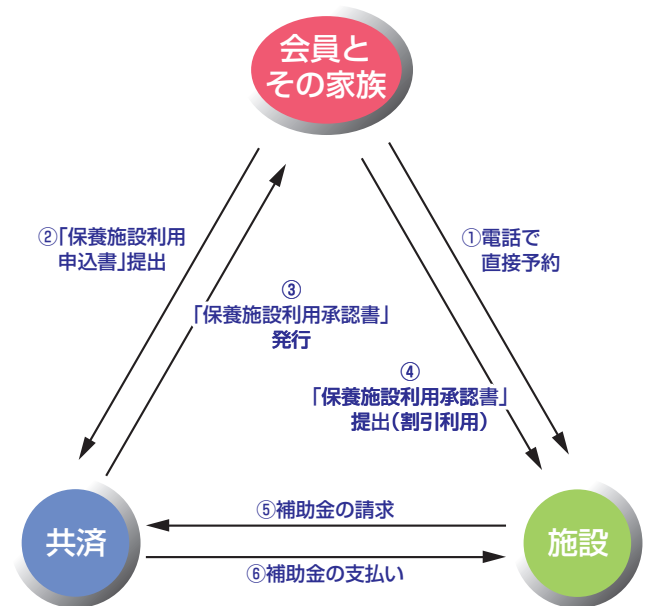 会員と
その家族
②「保養施設利用
申込書」提出
①電話で
直接予約
③
「保養施設利用承認書」
発行
④
「保養施設利用承認書」
提出(割引利用)
共済
⑤補助金の請求
⑥補助金の支払い
施設